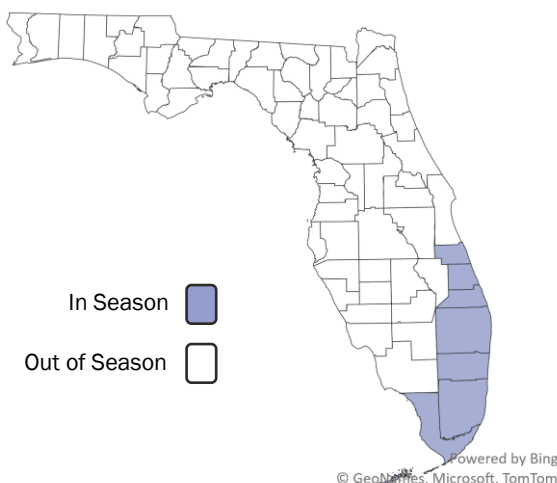 In Season
Out of Season
Powered by Bing
© GeoNames, Microsoft, TomTom